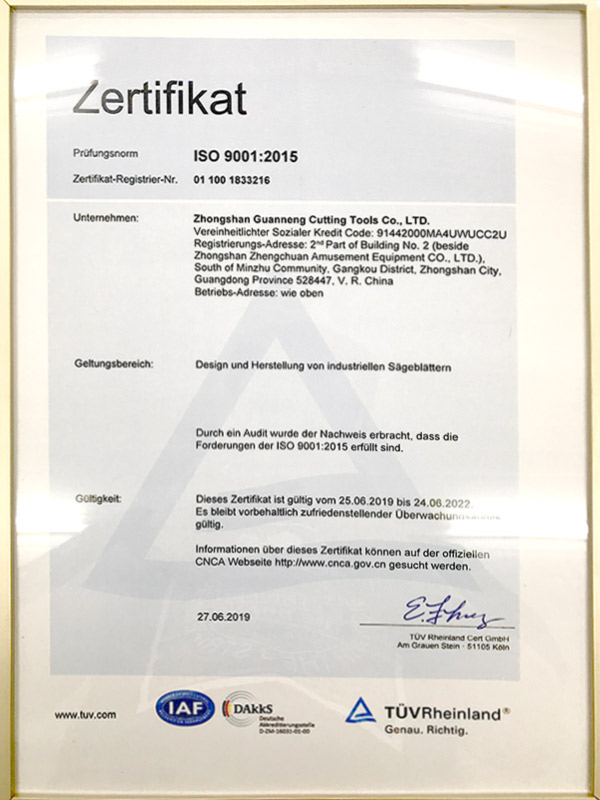 Zertifikat
Prüfungsnorm ISO 9001:2015
Zertifikat-Registrier-Nr. 01 100 1833216
Unternehmen: Zhongshan Guanneng Cutting Tools Co., LTD.
Vereinheitlichter Sozialer Kredit Code: 91442000MA4UWUCC2U
Registrierungs-Adresse: 2nd Part of Building No. 2 (beside
Zhongshan Zhengchuan Amusement Equipment CO., LTD.),
South of Minzhu Community, Gangkou District, Zhongshan City,
Guangdong Province 528447, V. R. China
Betriebs-Adresse: wie oben
Geltungsbereich: Design und Herstellung von industriellen Sägeblättern
Durch ein Audit wurde der Nachweis erbracht, dass die
Forderungen der ISO 9001:2015 erfüllt sind.
Gültigkeit: Dieses Zertifikat ist gültig vom 25.06.2019 bis 24.06.2022.
Es bleibt vorbehaltlich zufriedenstellender
gültig.
Informationen über dieses Zertifikat können auf der offiziellen
CNCA Webseite http://www.cnca.gov.cn gesucht werden.
27.06.2019
TÜV Rheinland Cert GmbH
Am Grauen Stein · 51105 Köln
www.tuv.com
IAF
DAkkS
Deutsche
Akkreditierungsstelle
D-ZM-16031-01-00
TÜVRheinland®
Genau. Richtig.